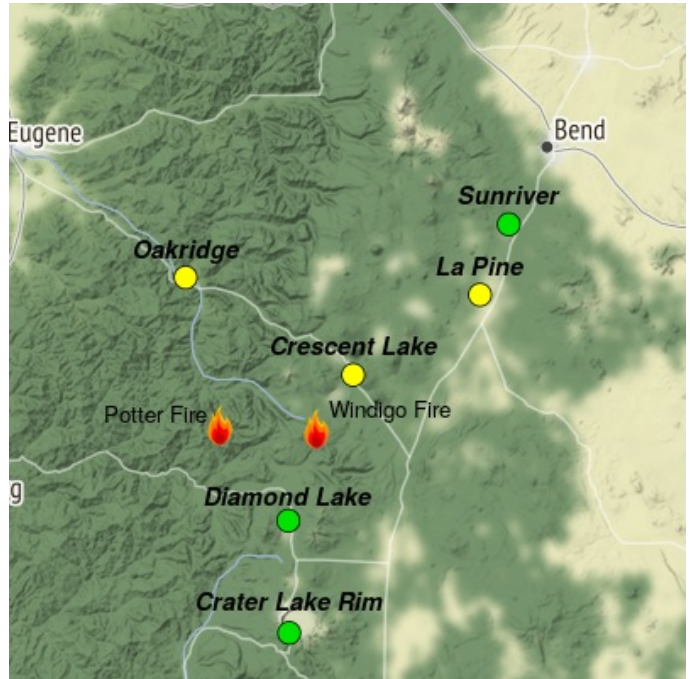 Eugene
Bend
Sunriver
Oakridge
La Pine
Crescent Lake
Potter Fire
Windigo Fire
g
Diamond Lake
Crater Lake Rim